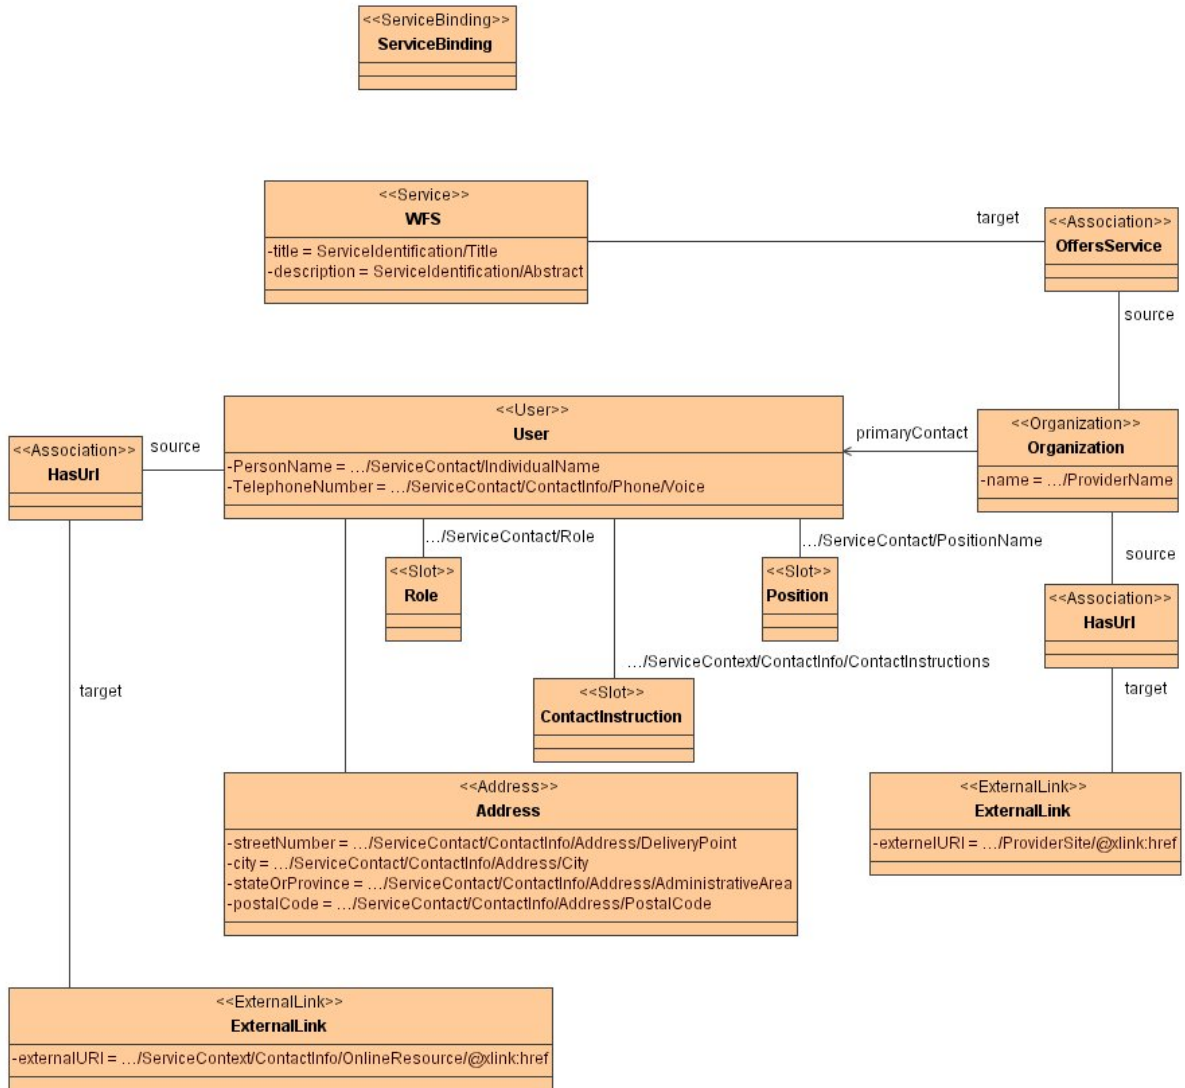 <<ServiceBinding>>
ServiceBinding
<<Service>>
WFS
-title = ServiceIdentification/Title
-description = ServiceIdentification/Abstract
target
<<Association>>
OffersService
source
<<User>>
User
-PersonName = .../ServiceContact/IndividualName
-TelephoneNumber = .../ServiceContact/ContactInfo/Phone/Voice
primaryContact
<<Organization>>
Organization
-name = .../ProviderName
<<Association>>
HasUrl
source
.../ServiceContact/Role
<<Slot>>
Role
.../ServiceContact/PositionName
<<Slot>>
Position
source
<<Association>>
HasUrl
.../ServiceContext/ContactInfo/ContactInstructions
<<Slot>>
ContactInstruction
target
target
<<Address>>
Address
-streetNumber = .../ServiceContact/ContactInfo/Address/DeliveryPoint
-city = .../ServiceContact/ContactInfo/Address/City
-stateOrProvince = .../ServiceContact/ContactInfo/Address/AdministrativeArea
-postalCode = .../ServiceContact/ContactInfo/Address/PostalCode
<<ExternalLink>>
ExternalLink
-externelURI = .../ProviderSite/@xlink:href
<<ExternalLink>>
ExternalLink
-externalURI = .../ServiceContext/ContactInfo/OnlineResource/@xlink:href